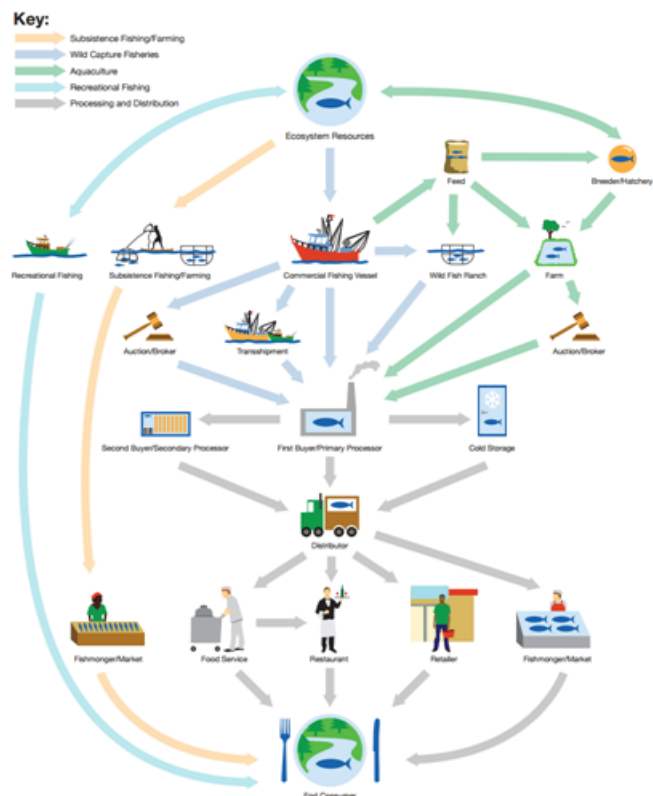 Key:
Subsistence Fishing/Farming
Wild Capture Fisheries
Aquaculture
Recreational Fishing
Processing and Distribution
Ecosystem Resources
Feed
Breeder/Hatchery
Recreational Fishing
Subsistence Fishing/Farming
Commercial Fishing Vessel
Wild Fish Ranch
Farm
Auction/Broker
Transshipment
Auction/Broker
Second Buyer/Secondary Processor
First Buyer/Primary Processor
Cold Storage
Distributor
Fishmonger/Market
Food Service
Restaurant
Retailer
Fishmonger/Market
End Consumer